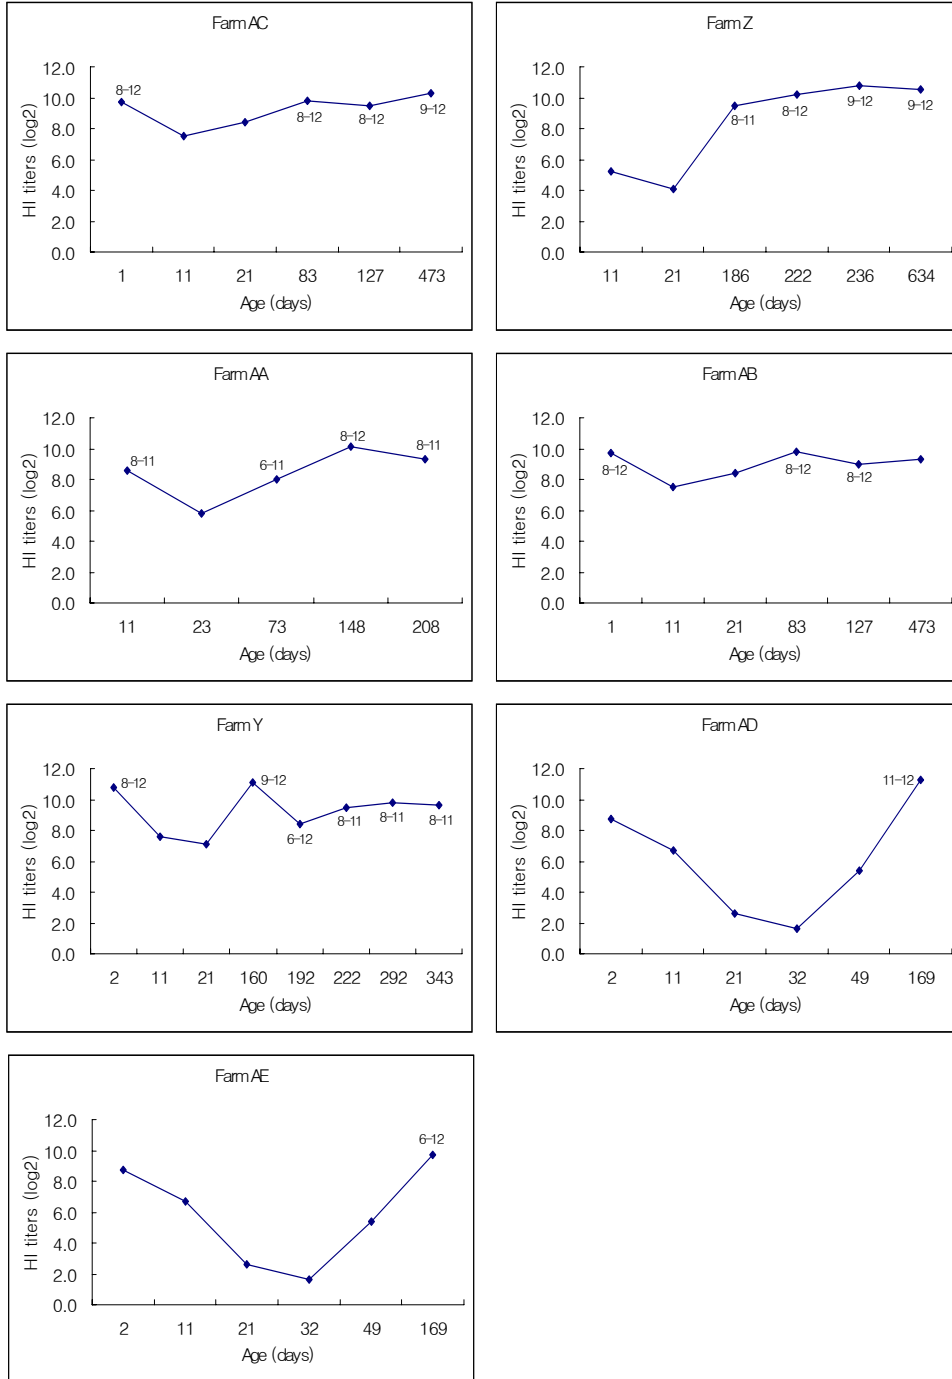 Farm AC
HI titers (log2)
12.0
10.0
8.0
6.0
4.0
2.0
0.0
8-12
8-12
8-12
9-12
1 11 21 83 127 473
Age (days)
Farm Z
HI titers (log2)
12.0
10.0
8.0
6.0
4.0
2.0
0.0
8-11
8-12
9-12
9-12
11 21 186 222 236 634
Age (days)
Farm AA
HI titers (log2)
12.0
10.0
8.0
6.0
4.0
2.0
0.0
8-11
6-11
8-12
8-11
11 23 73 148 208
Age (days)
Farm AB
HI titers (log2)
12.0
10.0
8.0
6.0
4.0
2.0
0.0
8-12
8-12
8-12
1 11 21 83 127 473
Age (days)
Farm Y
HI titers (log2)
12.0
10.0
8.0
6.0
4.0
2.0
0.0
8-12
9-12
6-12
8-11
8-11
8-11
2 11 21 160 192 222 292 343
Age (days)
Farm AD
HI titers (log2)
12.0
10.0
8.0
6.0
4.0
2.0
0.0
11-12
2 11 21 32 49 169
Age (days)
Farm AE
HI titers (log2)
12.0
10.0
8.0
6.0
4.0
2.0
0.0
6-12
2 11 21 32 49 169
Age (days)